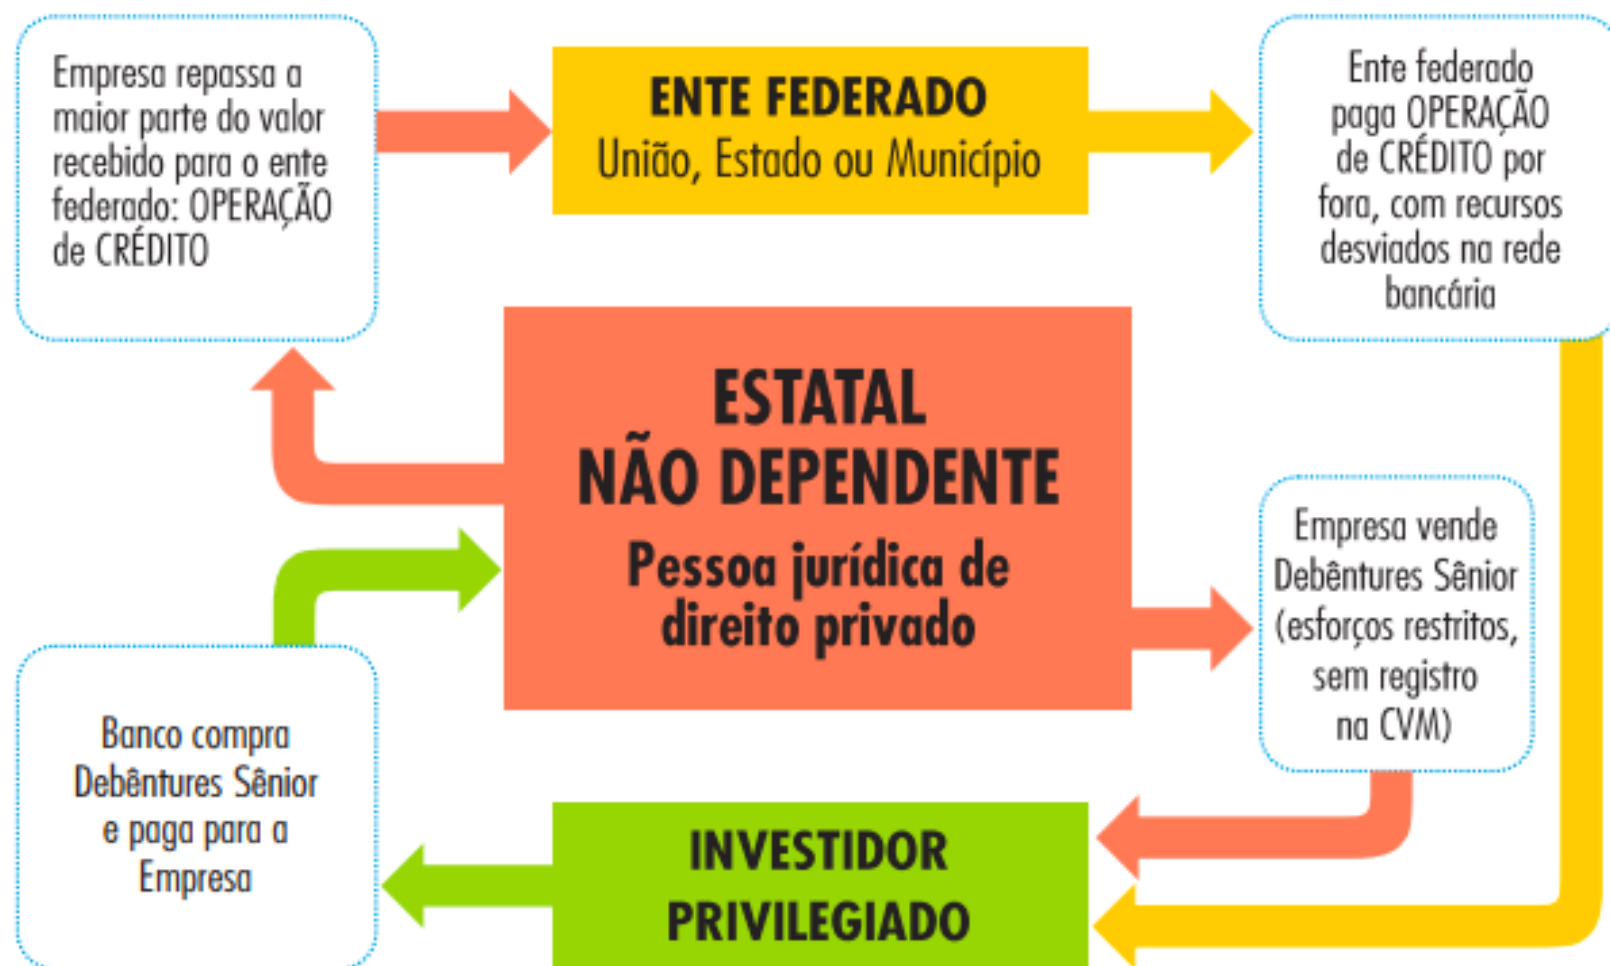 Empresa repassa a
maior parte do valor
recebido para o ente
federado: OPERAÇÃO
de CRÉDITO
ENTE FEDERADO
União, Estado ou Município
Ente federado
paga OPERAÇÃO
de CRÉDITO por
fora, com recursos
desviados na rede
bancária
ESTATAL
NÃO DEPENDENTE
Pessoa jurídica de
direito privado
Empresa vende
Debêntures Sênior
(esforços restritos,
sem registro
na CVM)
Banco compra
Debêntures Sênior
e paga para a
Empresa
INVESTIDOR
PRIVILEGIADO